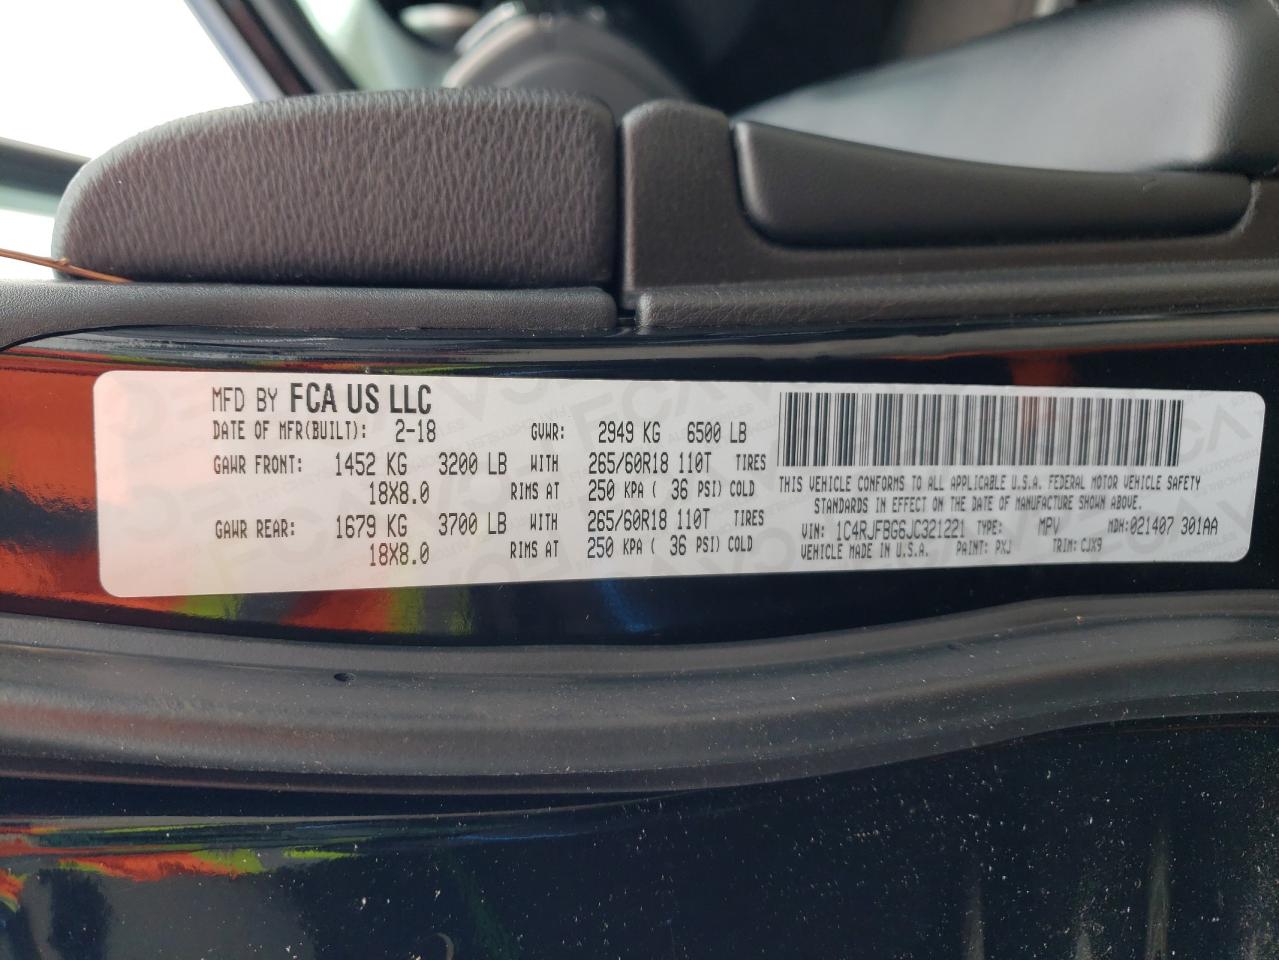 MFD BY FCA US LLC
DATE OF MFR(BUILT): 2-18 GVWR: 2949 KG 6500 LB
GAWR FRONT: 1452 KG 3200 LB WITH 265/60R18 110T TIRES
18X8.0 RIMS AT 250 KPA ( 36 PSI) COLD
GAWR REAR: 1679 KG 3700 LB WITH 265/60R18 110T TIRES
18X8.0 RIMS AT 250 KPA ( 36 PSI) COLD
THIS VEHICLE CONFORMS TO ALL APPLICABLE U.S.A. FEDERAL MOTOR VEHICLE SAFETY
STANDARDS IN EFFECT ON THE DATE OF MANUFACTURE SHOWN ABOVE.
VIN: 1C4RJFBG6JC321221 TYPE: MPV MDH:021407 301AA
VEHICLE MADE IN U.S.A. PAINT: PXJ TRIM:CJX9